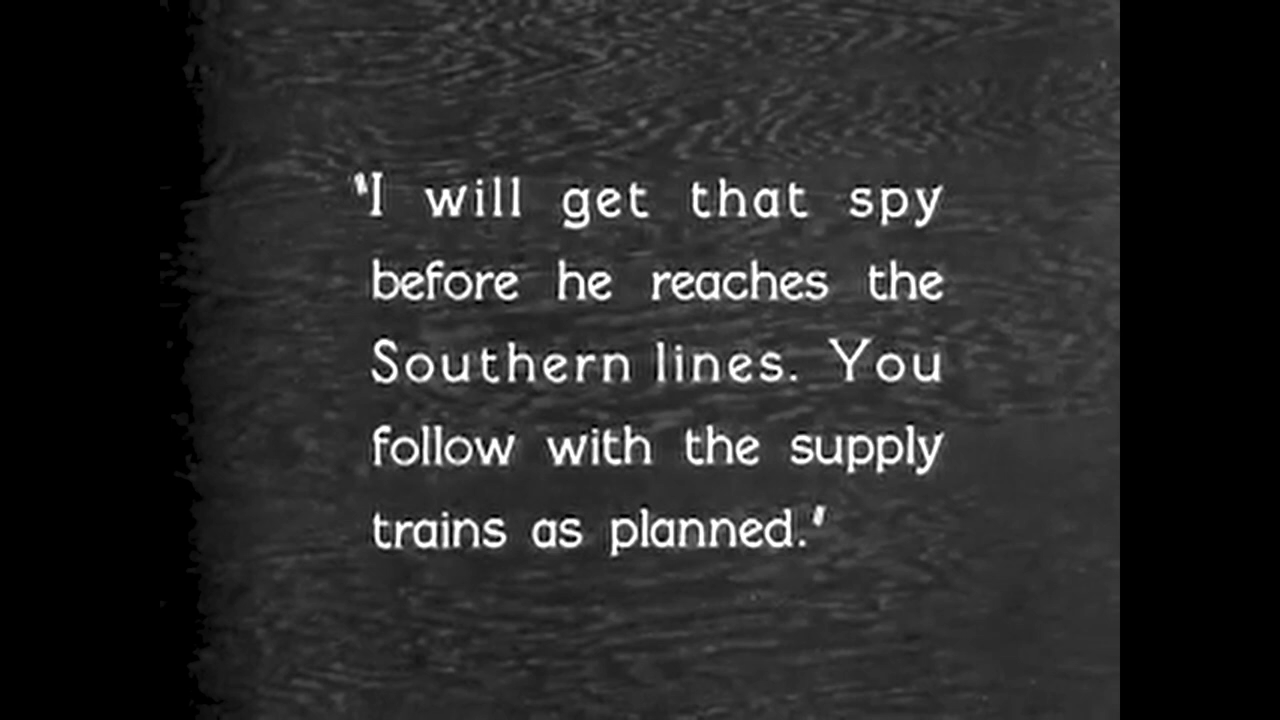 "I will get that spy
before he reaches the
Southern lines. You
follow with the supply
trains as planned."